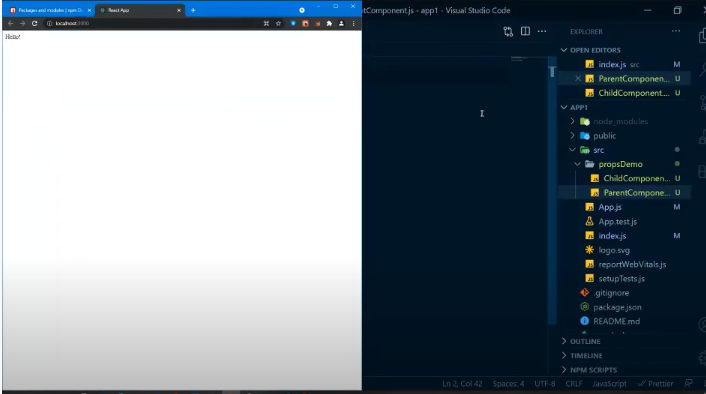 Packages and modules | npm D
React App
localhost:3000
Hello!
tComponent.js - app1 - Visual Studio Code
EXPLORER
OPEN EDITORS
index.js src M
ParentComponen... U
ChildComponent.... U
APP1
node_modules
public
src
propsDemo
ChildComponen... U
ParentCompone... U
App.js M
App.test.js
index.js M
logo.svg
reportWebVitals.js
setupTests.js
.gitignore
package.json
README.md
OUTLINE
TIMELINE
NPM SCRIPTS
Ln 2, Col 42 Spaces: 4 UTF-8 CRLF JavaScript Prettier